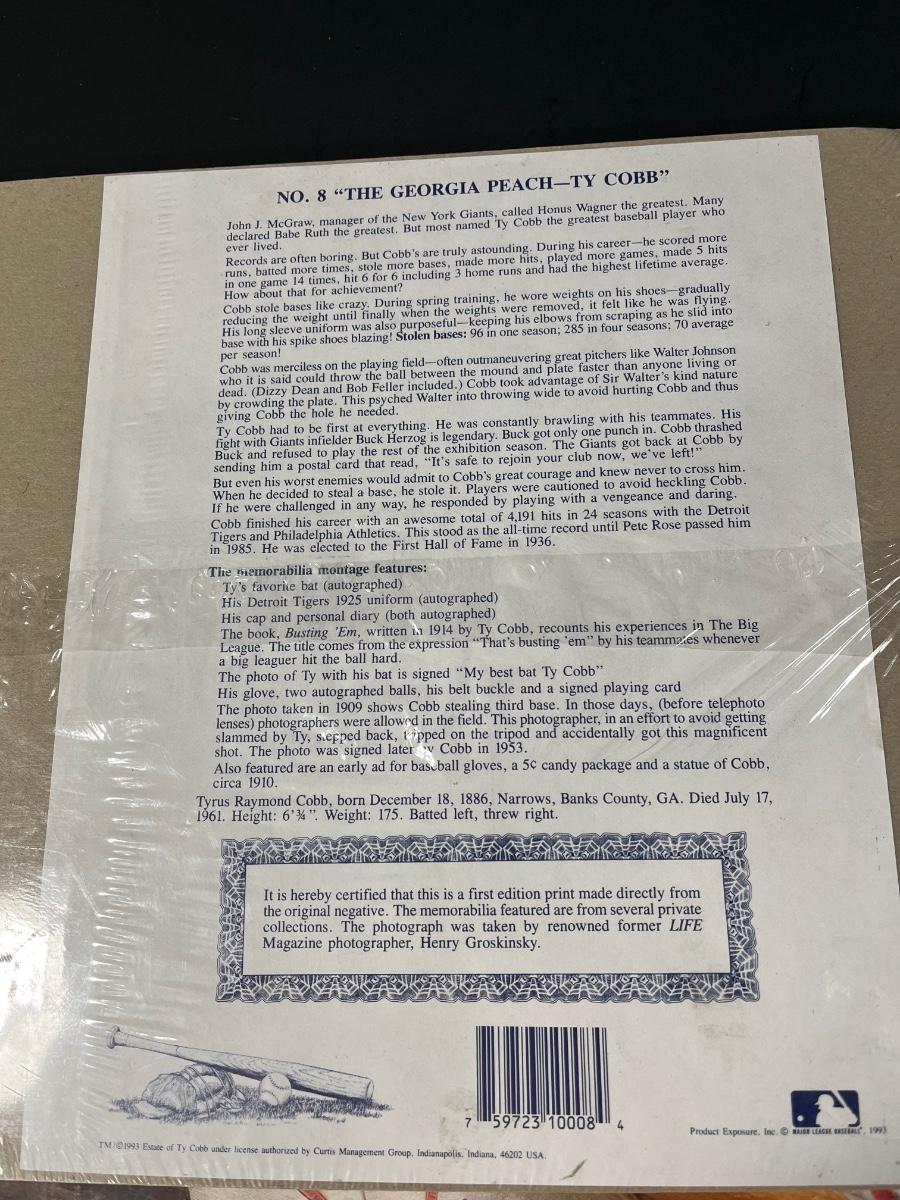 NO. 8 “THE GEORGIA PEACH—TY COBB”
John J. McGraw, manager of the New York Giants, called Honus Wagner the greatest. Many
declared Babe Ruth the greatest. But most named Ty Cobb the greatest baseball player who
ever lived.
Records are often boring. But Cobb's are truly astounding. During his career—he scored more
runs, batted more times, stole more bases, made more hits, played more games, made 5 hits
in one game 14 times, hit 6 for 6 including 3 home runs and had the highest lifetime average.
How about that for achievement?
Cobb stole bases like crazy. During spring training, he wore weights on his shoes—gradually
reducing the weight until finally when the weights were removed, it felt like he was flying.
His long sleeve uniform was also purposeful—keeping his elbows from scraping as he slid into
base with his spike shoes blazing! Stolen bases: 96 in one season; 285 in four seasons; 70 average
per season!
Cobb was merciless on the playing field—often outmaneuvering great pitchers like Walter Johnson
who it is said could throw the ball between the mound and plate faster than anyone living or
dead. (Dizzy Dean and Bob Feller included.) Cobb took advantage of Sir Walter's kind nature
by crowding the plate. This psyched Walter into throwing wide to avoid hurting Cobb and thus
giving Cobb the hole he needed.
Ty Cobb had to be first at everything. He was constantly brawling with his teammates. His
fight with Giants infielder Buck Herzog is legendary. Buck got only one punch in. Cobb thrashed
Buck and refused to play the rest of the exhibition season. The Giants got back at Cobb by
sending him a postal card that read, “It's safe to rejoin your club now, we've left!”
But even his worst enemies would admit to Cobb's great courage and knew never to cross him.
When he decided to steal a base, he stole it. Players were cautioned to avoid heckling Cobb.
If he were challenged in any way, he responded by playing with a vengeance and daring.
Cobb finished his career with an awesome total of 4,191 hits in 24 seasons with the Detroit
Tigers and Philadelphia Athletics. This stood as the all-time record until Pete Rose passed him
in 1985. He was elected to the First Hall of Fame in 1936.
The memorabilia montage features:
Ty's favorite bat (autographed)
His Detroit Tigers 1925 uniform (autographed)
His cap and personal diary (both autographed)
The book, Busting 'Em, written in 1914 by Ty Cobb, recounts his experiences in The Big
League. The title comes from the expression “That's busting 'em” by his teammates whenever
a big leaguer hit the ball hard.
The photo of Ty with his bat is signed “My best bat Ty Cobb”
His glove, two autographed balls, his belt buckle and a signed playing card
The photo taken in 1909 shows Cobb stealing third base. In those days, (before telephoto
lenses) photographers were allowed in the field. This photographer, in an effort to avoid getting
slammed by Ty, stepped back, tripped on the tripod and accidentally got this magnificent
shot. The photo was signed later by Cobb in 1953.
Also featured are an early ad for baseball gloves, a 5¢ candy package and a statue of Cobb,
circa 1910.
Tyrus Raymond Cobb, born December 18, 1886, Narrows, Banks County, GA. Died July 17,
1961. Height: 6'¾". Weight: 175. Batted left, threw right.
It is hereby certified that this is a first edition print made directly from
the original negative. The memorabilia featured are from several private
collections. The photograph was taken by renowned former LIFE
Magazine photographer, Henry Groskinsky.
7 59723 10008 4
Product Exposure, Inc. © MAJOR LEAGUE BASEBALL', 1993
TM/©1993 Estate of Ty Cobb under license authorized by Curtis Management Group, Indianapolis, Indiana, 46202 USA.